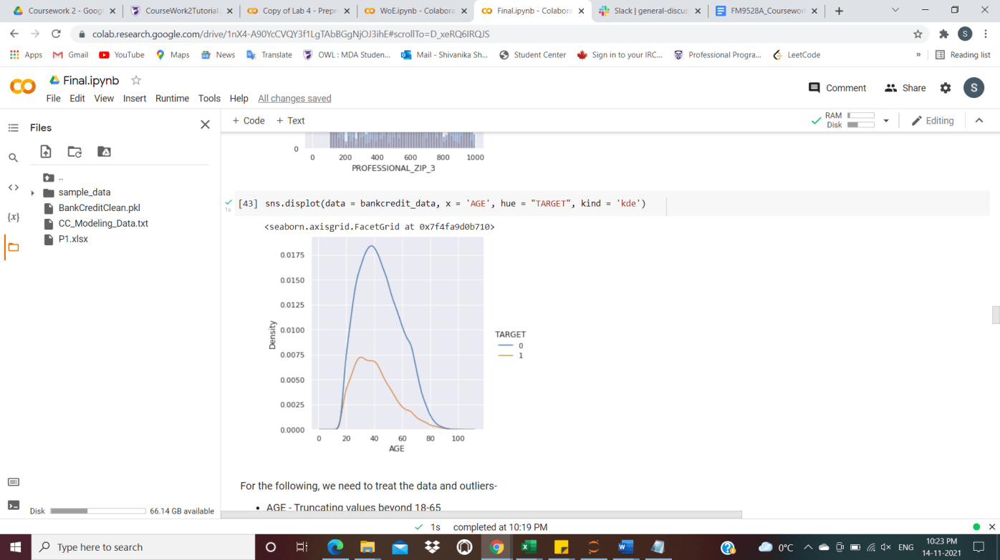 Coursework 2 - Googl
CourseWork2Tutorial.
Copy of Lab 4 - Prepr
WoE.ipynb - Colabora
Final.ipynb - Colabora
Slack | general-discus
FM9528A_Coursework
colab.research.google.com/drive/1nX4-A90YcCVQY3f1LgTAbBGgNjOJ3ihE#scrollTo=D_xeRQ6IRQJS
S
Apps
Gmail
YouTube
Maps
News
Translate
OWL : MDA Studen...
Mail - Shivanika Sh...
Student Center
Sign in to your IRC...
Professional Progra...
LeetCode
»
Reading list
Final.ipynb
Comment
Share
S
File Edit View Insert Runtime Tools Help All changes saved
Files
+ Code + Text
RAM
Disk
Editing
..
sample_data
BankCreditClean.pkl
CC_Modeling_Data.txt
P1.xlsx
{x}
0
0 200 400 600 800 1000
PROFESSIONAL_ZIP_3
1s
[43] sns.displot(data = bankcredit_data, x = 'AGE', hue = "TARGET", kind = 'kde')
<seaborn.axisgrid.FacetGrid at 0x7f4fa9d0b710>
0.0175
0.0150
0.0125
0.0100
0.0075
0.0050
0.0025
0.0000
Density
0 20 40 60 80 100
AGE
TARGET
0
1
For the following, we need to treat the data and outliers-
• AGE - Truncating values beyond 18-65
Disk
66.14 GB available
1s completed at 10:19 PM
Type here to search
0°C
ENG
10:23 PM
14-11-2021